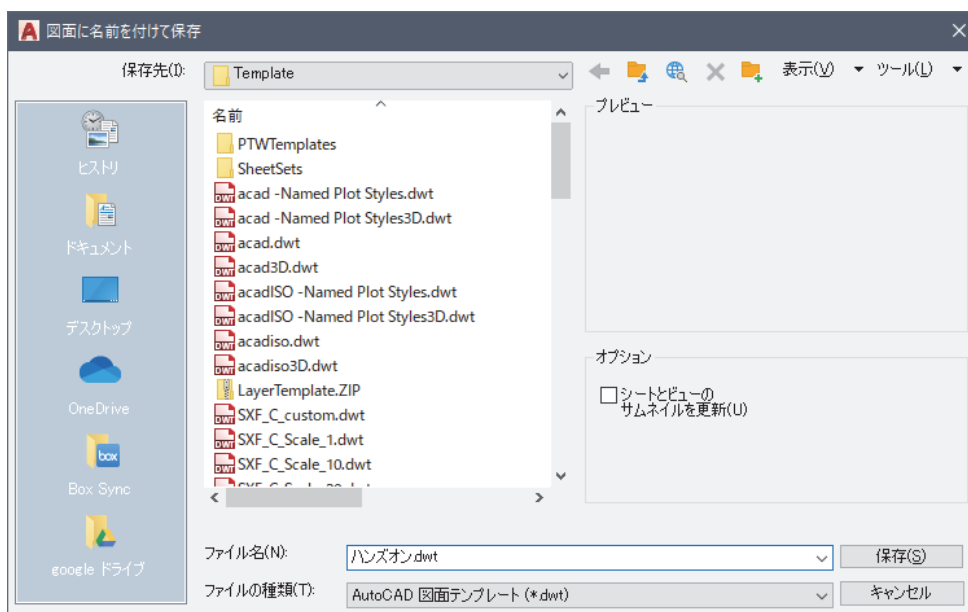 図面に名前を付けて保存
保存先(I):
Template
表示(V)
ツール(L)
ヒストリ
ドキュメント
デスクトップ
OneDrive
Box Sync
google ドライブ
box
名前
PTWTemplates
SheetSets
acad -Named Plot Styles.dwt
acad -Named Plot Styles3D.dwt
acad.dwt
acad3D.dwt
acadISO -Named Plot Styles.dwt
acadISO -Named Plot Styles3D.dwt
acadiso.dwt
acadiso3D.dwt
LayerTemplate.ZIP
SXF_C_custom.dwt
SXF_C_Scale_1.dwt
SXF_C_Scale_10.dwt
プレビュー
オプション
シートとビューの
サムネイルを更新(U)
ファイル名(N):
ハンズオン.dwt
保存(S)
ファイルの種類(T):
AutoCAD 図面テンプレート (*.dwt)
キャンセル